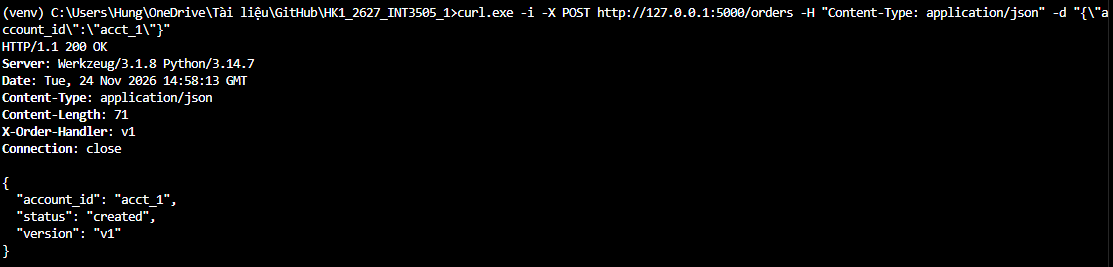 (venv) C:\Users\Hung\OneDrive\Tài liệu\GitHub\HK1_2627_INT3505_1>curl.exe -i -X POST http://127.0.0.1:5000/orders -H "Content-Type: application/json" -d "{\"a
ccount_id\":\"acct_1\"}"
HTTP/1.1 200 OK
Server: Werkzeug/3.1.8 Python/3.14.7
Date: Tue, 24 Nov 2026 14:58:13 GMT
Content-Type: application/json
Content-Length: 71
X-Order-Handler: v1
Connection: close

{
  "account_id": "acct_1",
  "status": "created",
  "version": "v1"
}